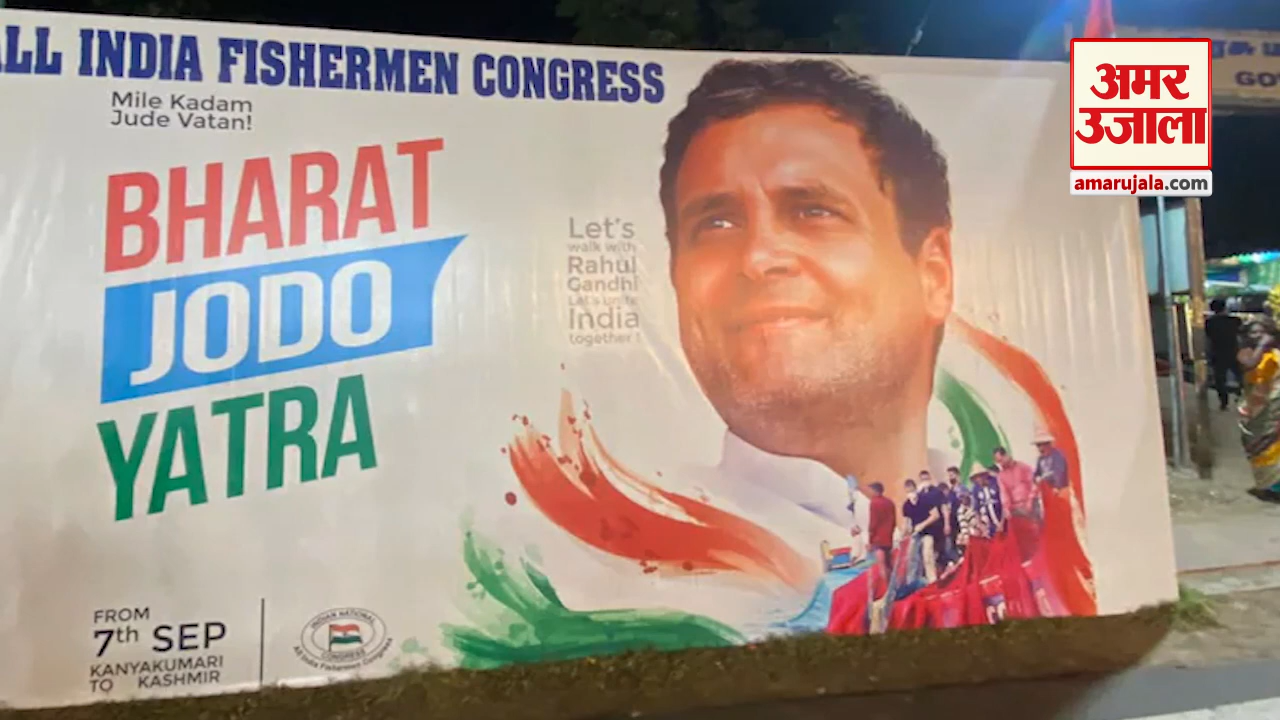 ALL INDIA FISHERMEN CONGRESS
Mile Kadam
Jude Vatan!
BHARAT
JODO
YATRA
Let's
walk with
Rahul
Gandhi
India
together !
FROM
7th SEP
KANYAKUMARI
TO KASHMIR
INDIAN NATIONAL
CONGRESS
All India Fishermen Congress
अमर
उजाला
amarujala.com
GO